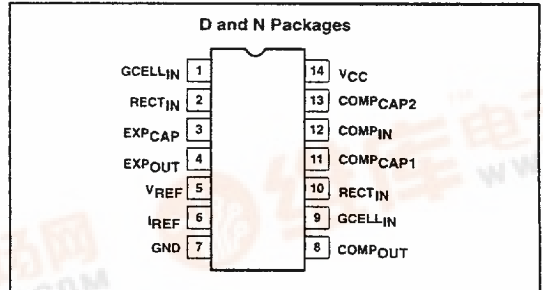 D and N Packages
GCELLIN 1
RECTIN 2
EXPCAP 3
EXPOUT 4
VREF 5
IREF 6
GND 7
14 VCC
13 COMPCAP2
12 COMPIN
11 COMPCAP1
10 RECTIN
9 GCELLIN
8 COMPOUT